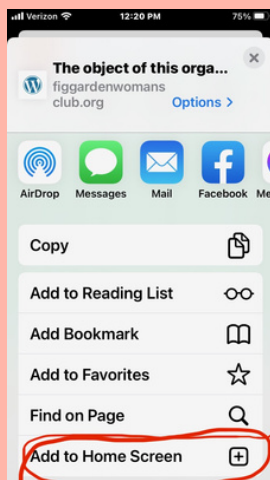 Verizon 12:20 PM 75%
The object of this orga...
figgardenwomans
club.org Options >
AirDrop Messages Mail Facebook Me
Copy
Add to Reading List
Add Bookmark
Add to Favorites
Find on Page
Add to Home Screen